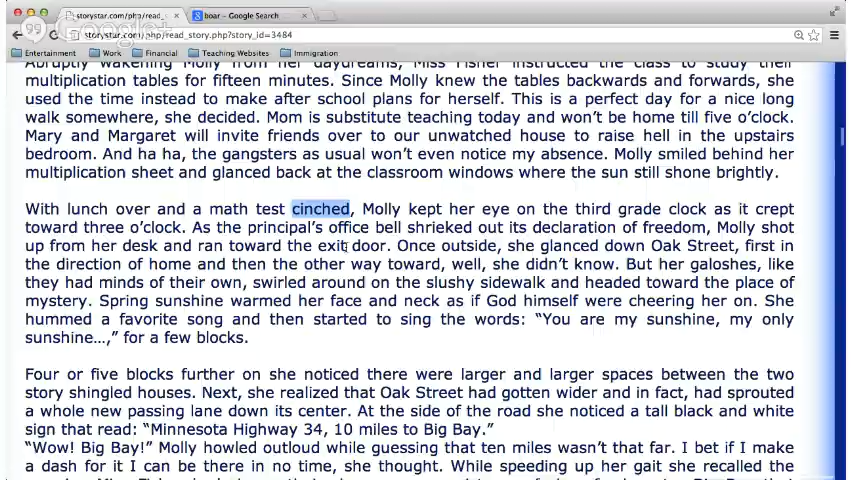 storystar.com/php/read_
boar - Google Search
Google+
storystar.com/php/read_story.php?story_id=3484
Entertainment Work Financial Teaching Websites Immigration
Abruptly wakening Molly from her daydreams, Miss Fisher instructed the class to study their
multiplication tables for fifteen minutes. Since Molly knew the tables backwards and forwards, she
used the time instead to make after school plans for herself. This is a perfect day for a nice long
walk somewhere, she decided. Mom is substitute teaching today and won't be home till five o'clock.
Mary and Margaret will invite friends over to our unwatched house to raise hell in the upstairs
bedroom. And ha ha, the gangsters as usual won't even notice my absence. Molly smiled behind her
multiplication sheet and glanced back at the classroom windows where the sun still shone brightly.
With lunch over and a math test cinched, Molly kept her eye on the third grade clock as it crept
toward three o'clock. As the principal's office bell shrieked out its declaration of freedom, Molly shot
up from her desk and ran toward the exit door. Once outside, she glanced down Oak Street, first in
the direction of home and then the other way toward, well, she didn't know. But her galoshes, like
they had minds of their own, swirled around on the slushy sidewalk and headed toward the place of
mystery. Spring sunshine warmed her face and neck as if God himself were cheering her on. She
hummed a favorite song and then started to sing the words: “You are my sunshine, my only
sunshine…,” for a few blocks.
Four or five blocks further on she noticed there were larger and larger spaces between the two
story shingled houses. Next, she realized that Oak Street had gotten wider and in fact, had sprouted
a whole new passing lane down its center. At the side of the road she noticed a tall black and white
sign that read: “Minnesota Highway 34, 10 miles to Big Bay.”
“Wow! Big Bay!” Molly howled outloud while guessing that ten miles wasn't that far. I bet if I make
a dash for it I can be there in no time, she thought. While speeding up her gait she recalled the